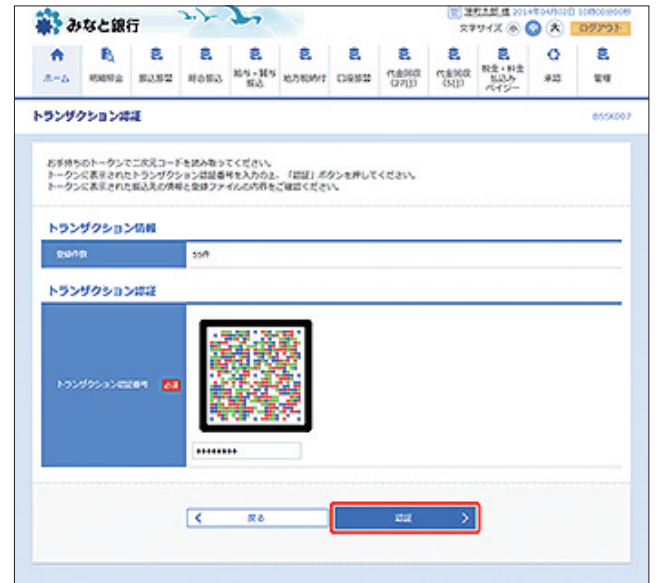 みなと銀行
文字サイズ 小 中 大 ログアウト
ホーム
明細照会
振込振替
総合振込
給与・賞与
振込
地方税納付
口座振替
代金回収
税金・料金
払込み
ペイジー
承認
管理
トランザクション認証
BSSK007
お手持ちのトークンで二次元コードを読み取ってください。
トークンに表示されたトランザクション認証番号を入力の上、「認証」ボタンを押してください。
トークンに表示された振込先の情報と登録ファイルの内容をご確認ください。
トランザクション情報
登録件数 55件
トランザクション認証
トランザクション認証番号 必須
戻る
認証